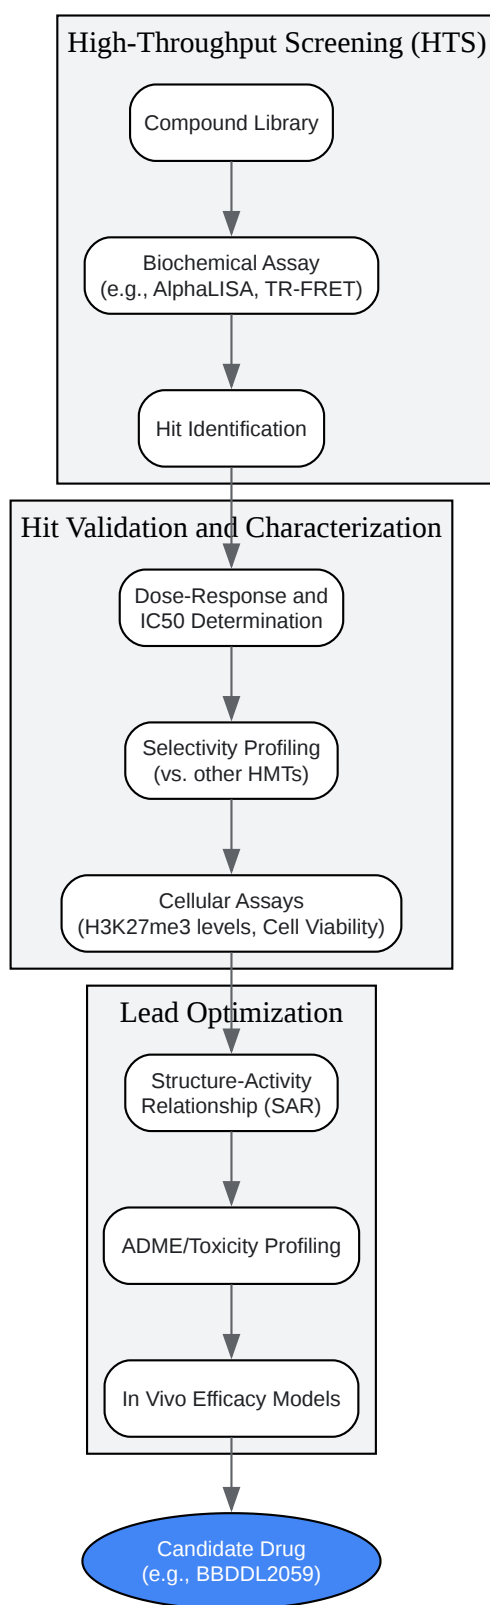 High-Throughput Screening (HTS)
Compound Library
Biochemical Assay
(e.g., AlphaLISA, TR-FRET)
Hit Identification
Hit Validation and Characterization
Dose-Response and
IC50 Determination
Selectivity Profiling
(vs. other HMTs)
Cellular Assays
(H3K27me3 levels, Cell Viability)
Lead Optimization
Structure-Activity
Relationship (SAR)
ADME/Toxicity Profiling
In Vivo Efficacy Models
Candidate Drug
(e.g., BBDDL2059)